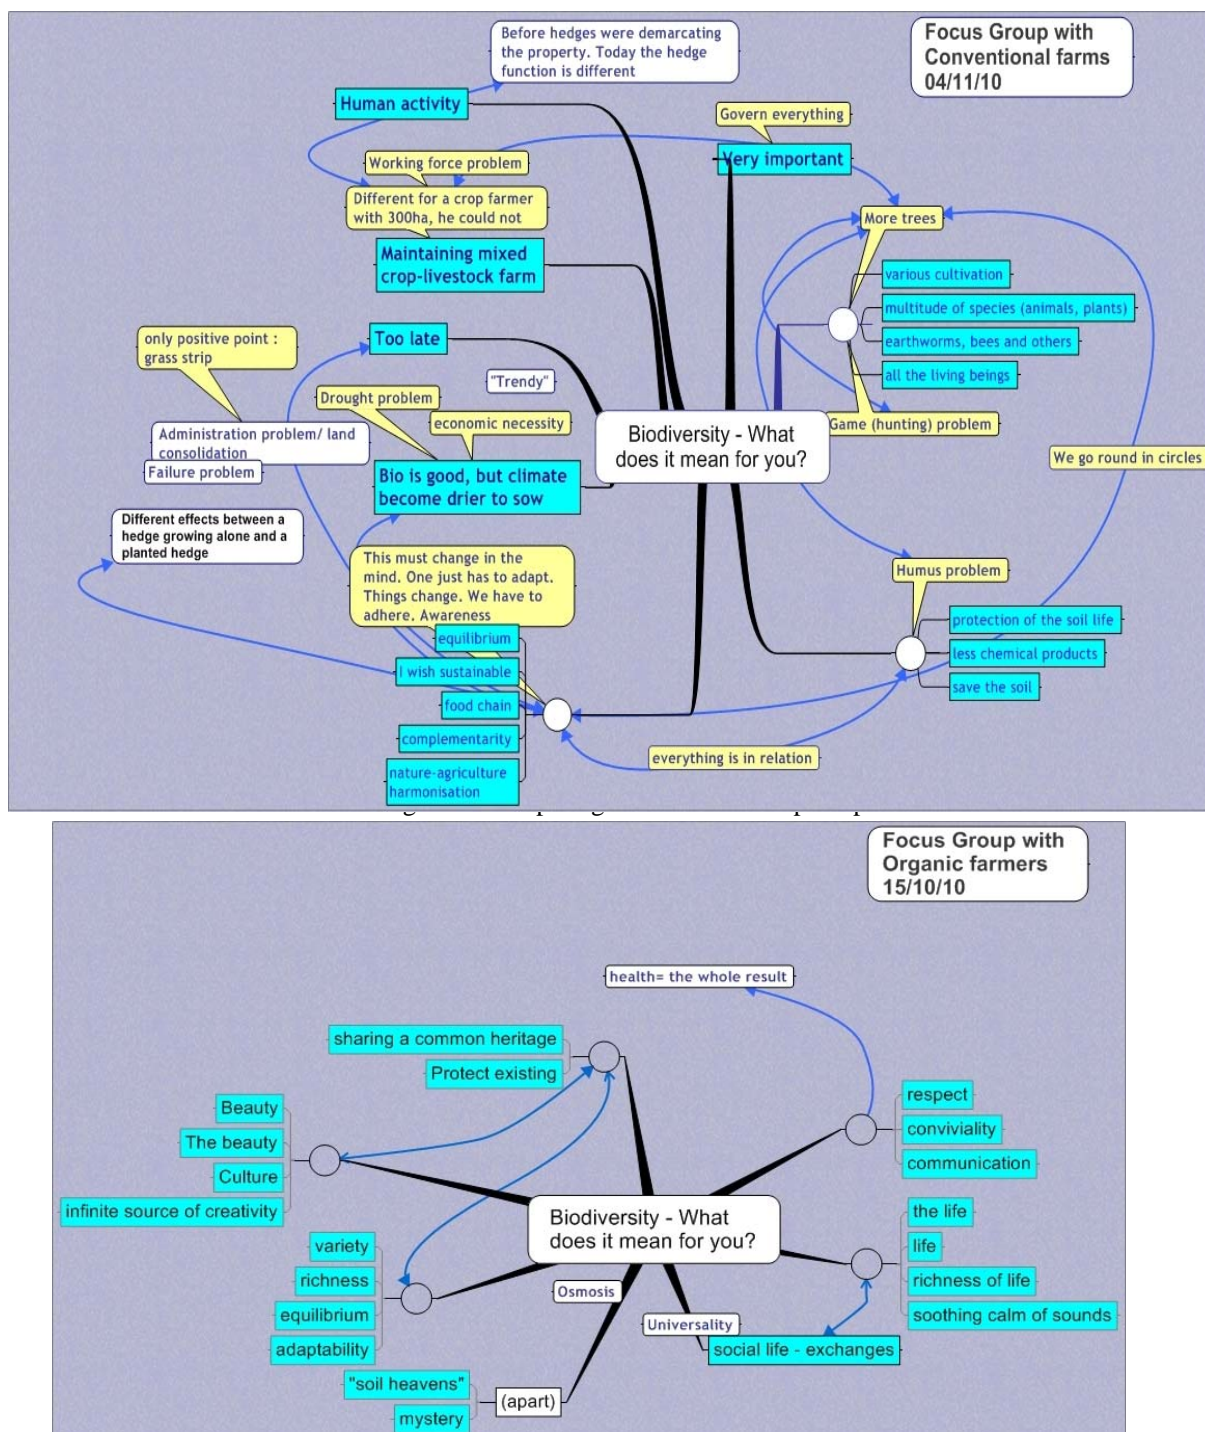 Before hedges were demarcating
the property. Today the hedge
function is different
Focus Group with
Conventional farms
04/11/10
Human activity
Govern everything
Working force problem
Very important
Different for a crop farmer
with 300ha, he could not
More trees
Maintaining mixed
crop-livestock farm
various cultivation
multitude of species (animals, plants)
earthworms, bees and others
all the living beings
only positive point :
grass strip
Too late
"Trendy"
Drought problem
economic necessity
Game (hunting) problem
Administration problem/ land
consolidation
Failure problem
Biodiversity - What
does it mean for you?
We go round in circles
Bio is good, but climate
become drier to sow
Different effects between a
hedge growing alone and a
planted hedge
This must change in the
mind. One just has to adapt.
Things change. We have to
adhere. Awareness
Humus problem
equilibrium
I wish sustainable
food chain
complementarity
nature-agriculture
harmonisation
protection of the soil life
less chemical products
save the soil
everything is in relation
Focus Group with
Organic farmers
15/10/10
health= the whole result
sharing a common heritage
Protect existing
Beauty
The beauty
Culture
infinite source of creativity
respect
conviviality
communication
Biodiversity - What
does it mean for you?
the life
life
richness of life
soothing calm of sounds
variety
richness
equilibrium
adaptability
Osmosis
Universality
social life - exchanges
"soil heavens"
mystery
(apart)